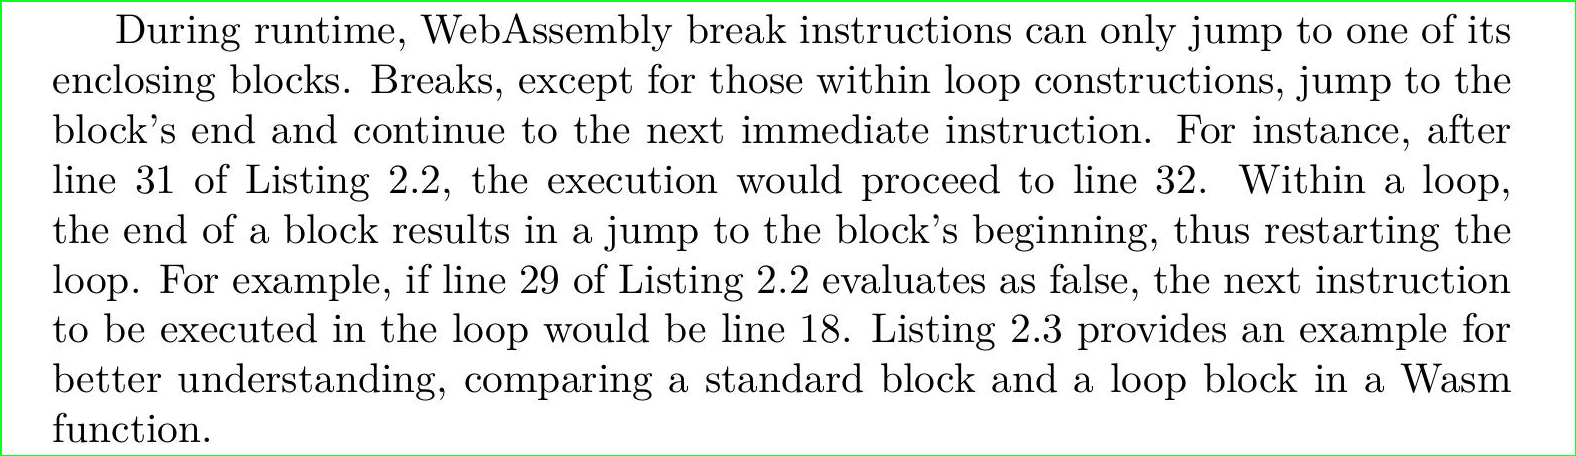 During runtime, WebAssembly break instructions can only jump to one of its
enclosing blocks. Breaks, except for those within loop constructions, jump to the
block's end and continue to the next immediate instruction. For instance, after
line 31 of Listing 2.2, the execution would proceed to line 32. Within a loop,
the end of a block results in a jump to the block's beginning, thus restarting the
loop. For example, if line 29 of Listing 2.2 evaluates as false, the next instruction
to be executed in the loop would be line 18. Listing 2.3 provides an example for
better understanding, comparing a standard block and a loop block in a Wasm
function.